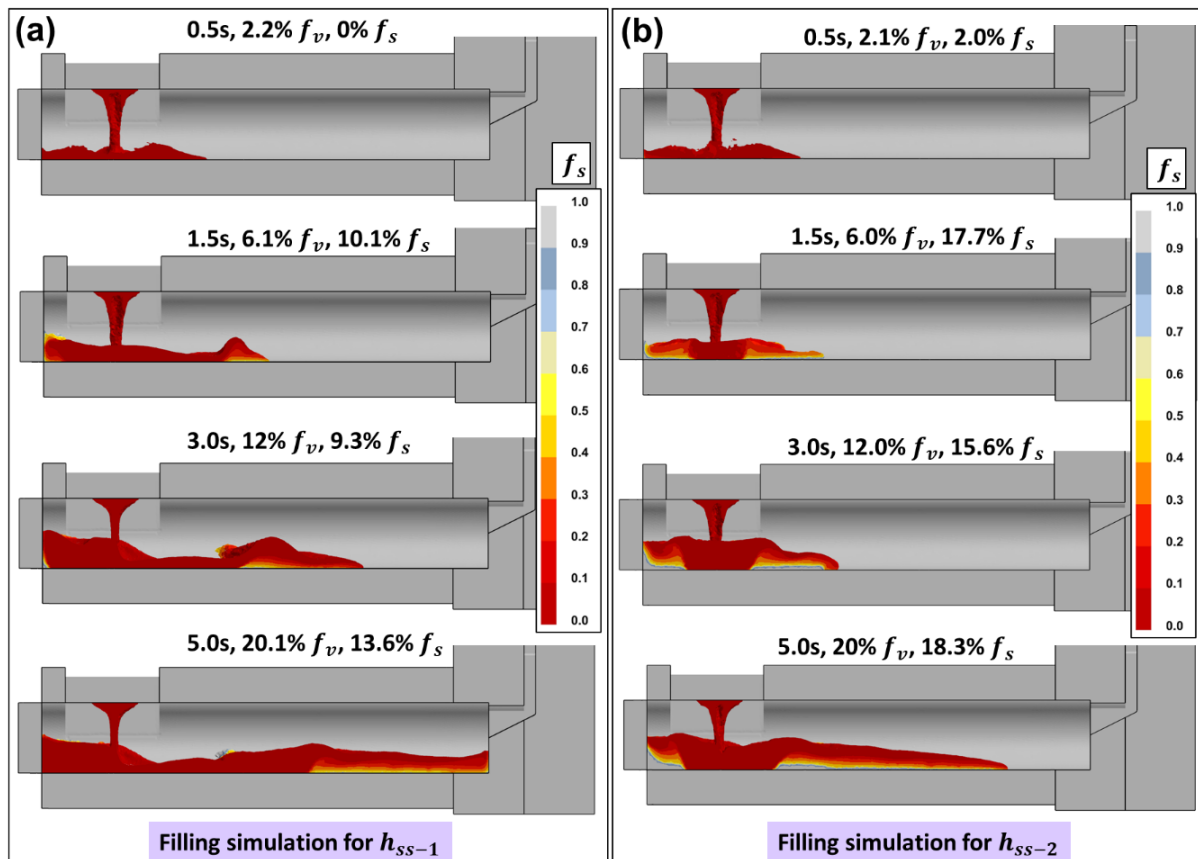 (a)
0.5s, 2.2% f_v, 0% f_s
f_s
1.0
0.9
0.8
0.7
0.6
0.5
0.4
0.3
0.2
0.1
0.0
1.5s, 6.1% f_v, 10.1% f_s
3.0s, 12% f_v, 9.3% f_s
5.0s, 20.1% f_v, 13.6% f_s
Filling simulation for h_{ss-1}
(b)
0.5s, 2.1% f_v, 2.0% f_s
f_s
1.0
0.9
0.8
0.7
0.6
0.5
0.4
0.3
0.2
0.1
0.0
1.5s, 6.0% f_v, 17.7% f_s
3.0s, 12.0% f_v, 15.6% f_s
5.0s, 20% f_v, 18.3% f_s
Filling simulation for h_{ss-2}